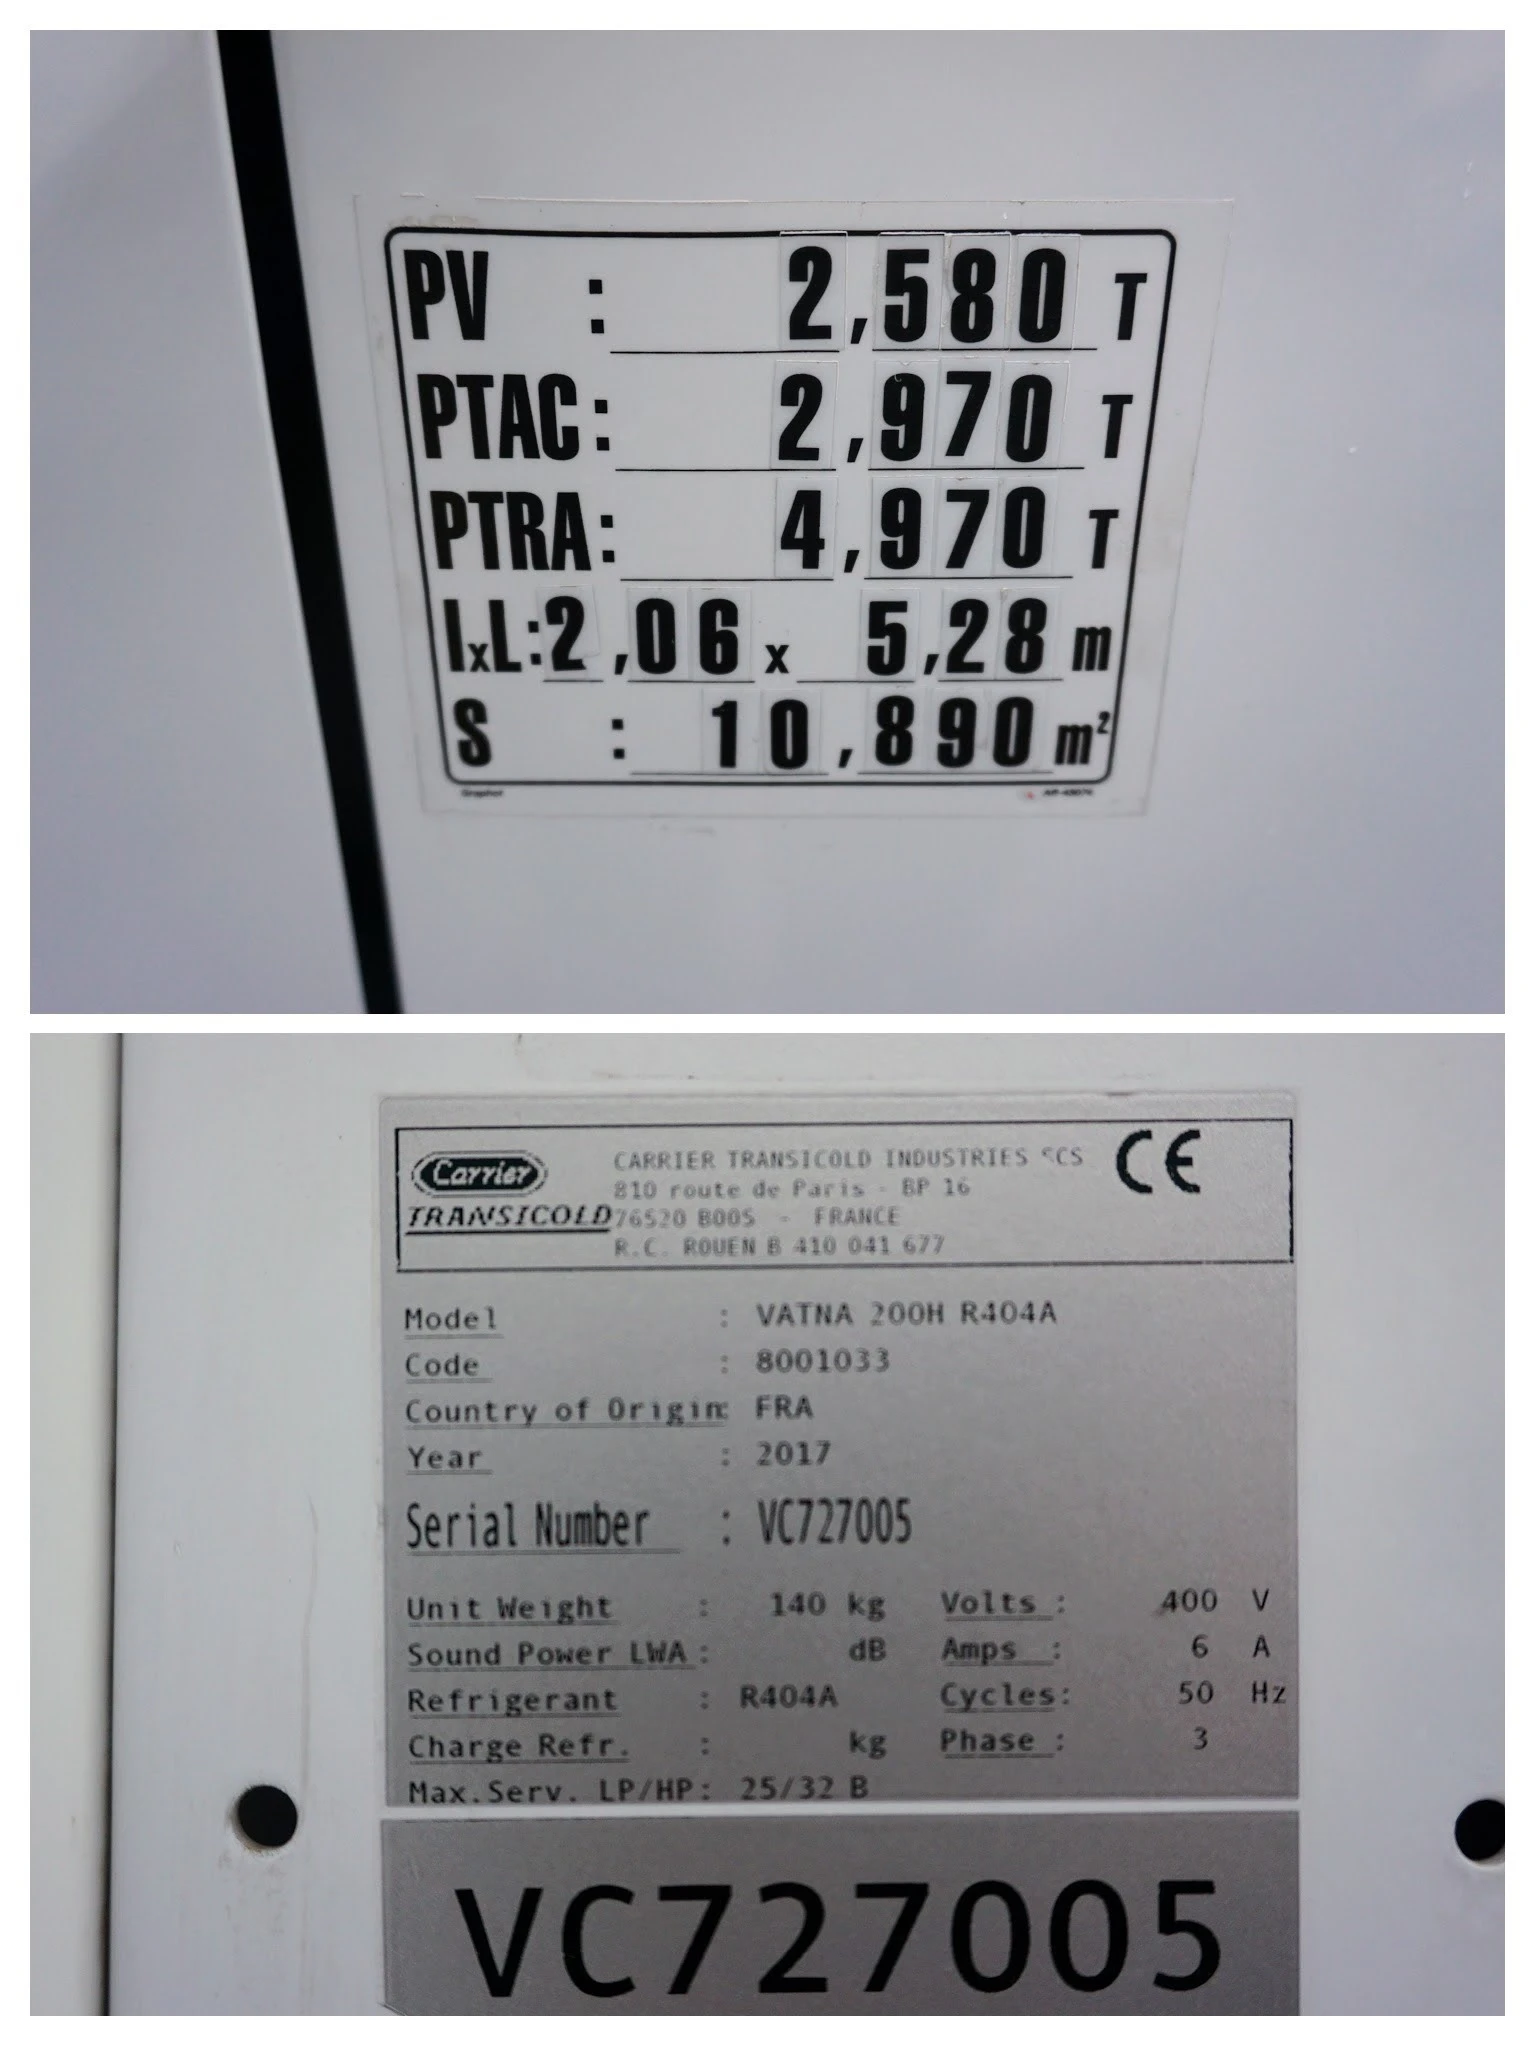 PV : 2,580 T
PTAC: 2,970 T
PTRA: 4,970 T
lxL: 2,06 x 5,28 m
S : 10,890 m²
Graphot
Carrier
TRANSICOLD
CARRIER TRANSICOLD INDUSTRIES SCS
810 route de Paris - BP 16
76520 BOOS - FRANCE
R.C. ROUEN B 410 041 677
CE
Model : VATNA 200H R404A
Code : 8001033
Country of Origin: FRA
Year : 2017
Serial Number : VC727005
Unit Weight : 140 kg Volts : 400 V
Sound Power LWA : dB Amps : 6 A
Refrigerant : R404A Cycles: 50 Hz
Charge Refr. : kg Phase : 3
Max.Serv. LP/HP: 25/32 B
VC727005